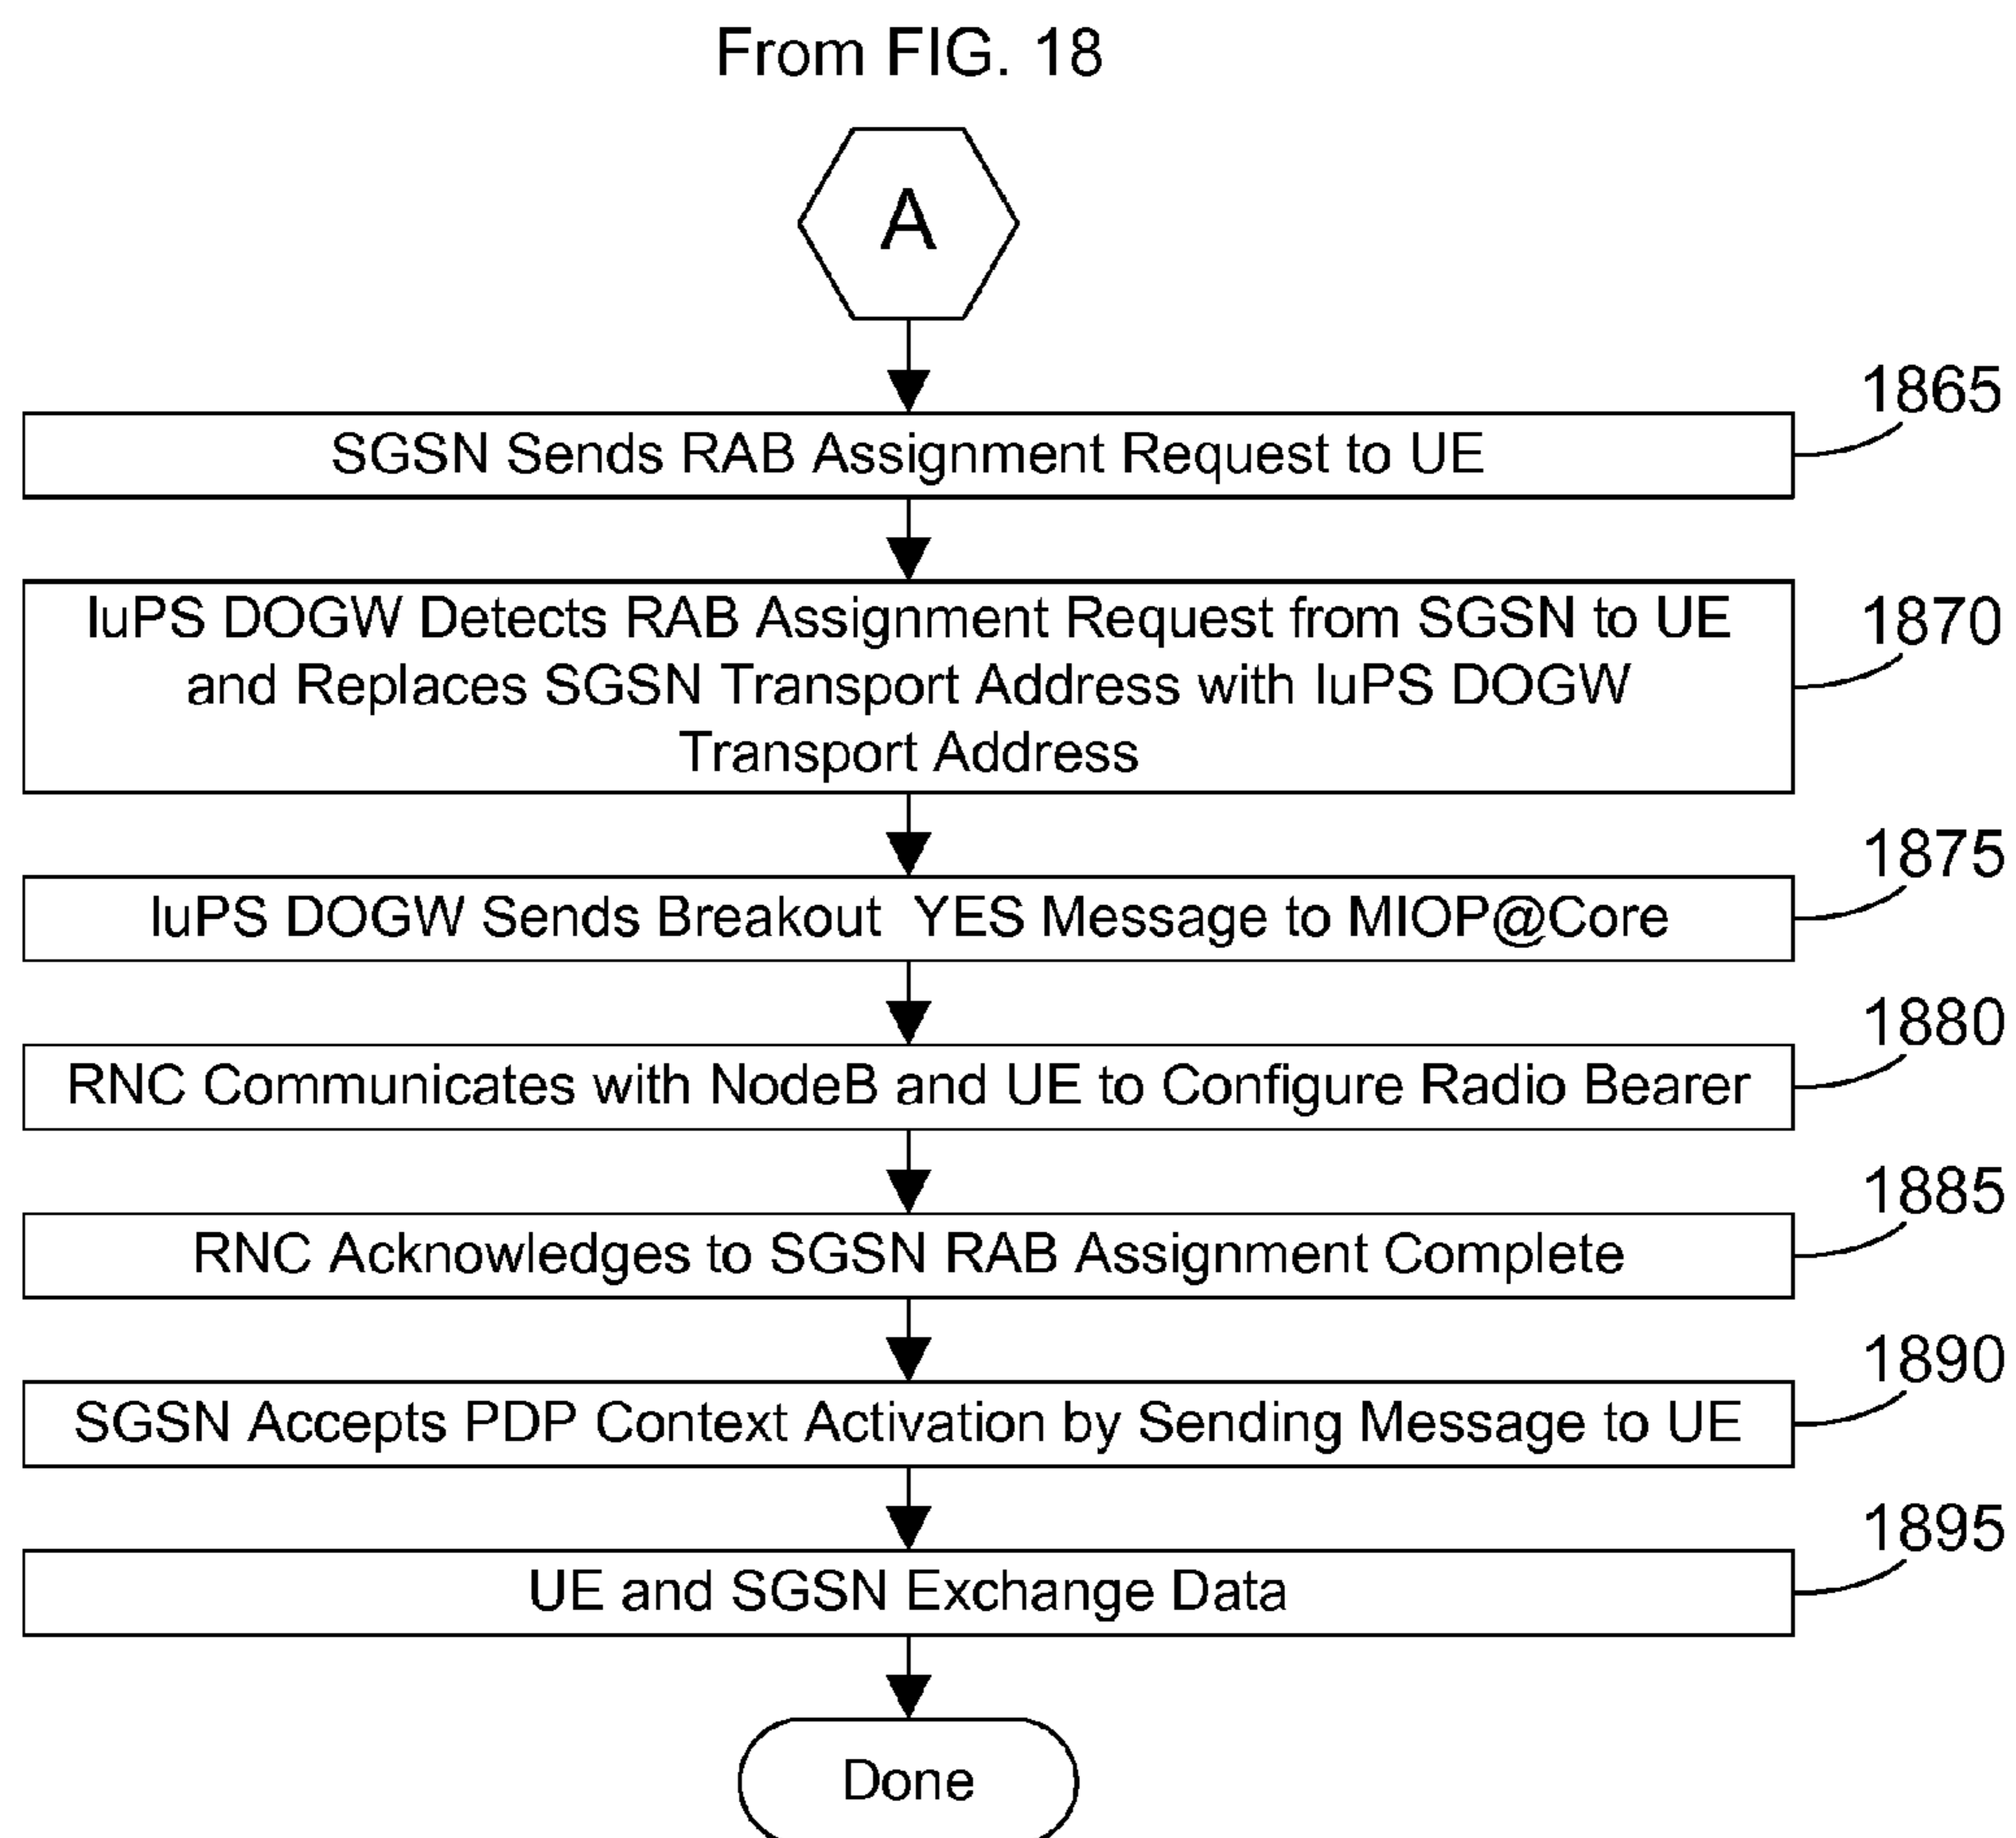 From FIG. 18
A
1865
SGSN Sends RAB Assignment Request to UE
1870
IuPS DOGW Detects RAB Assignment Request from SGSN to UE
and Replaces SGSN Transport Address with IuPS DOGW
Transport Address
1875
IuPS DOGW Sends Breakout YES Message to MIOP@Core
1880
RNC Communicates with NodeB and UE to Configure Radio Bearer
1885
RNC Acknowledges to SGSN RAB Assignment Complete
1890
SGSN Accepts PDP Context Activation by Sending Message to UE
1895
UE and SGSN Exchange Data
Done